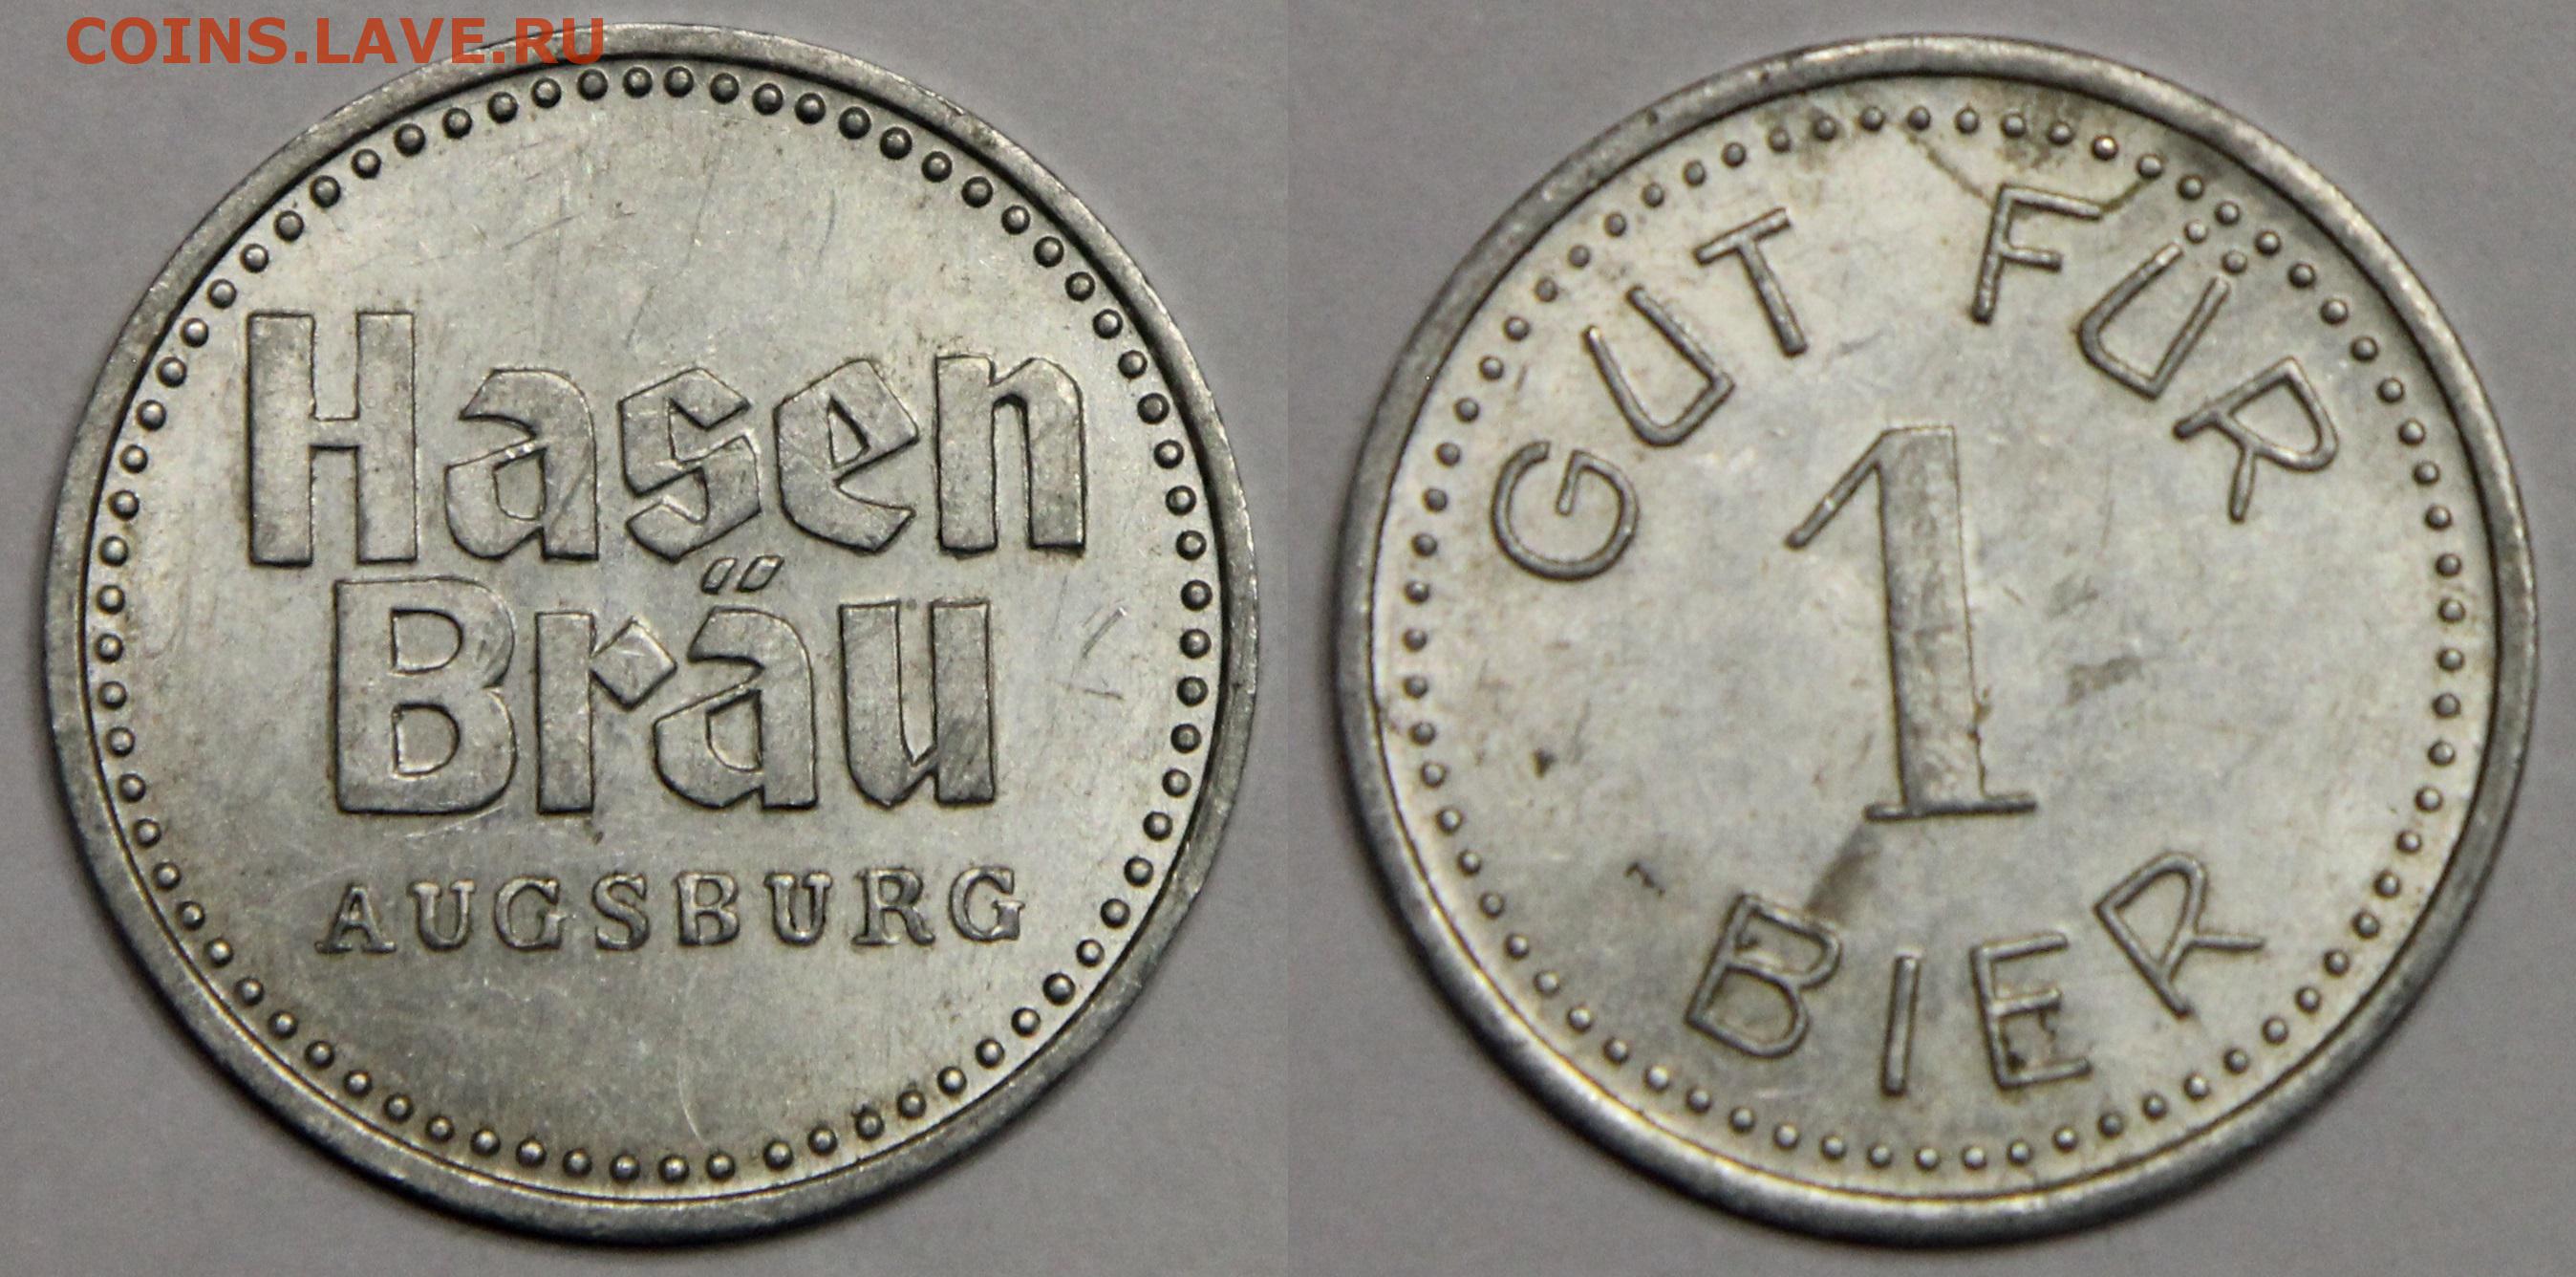 COINS.LAVE.RU
Hasen
Bräu
AUGSBURG
GUT FÜR
1
BIER